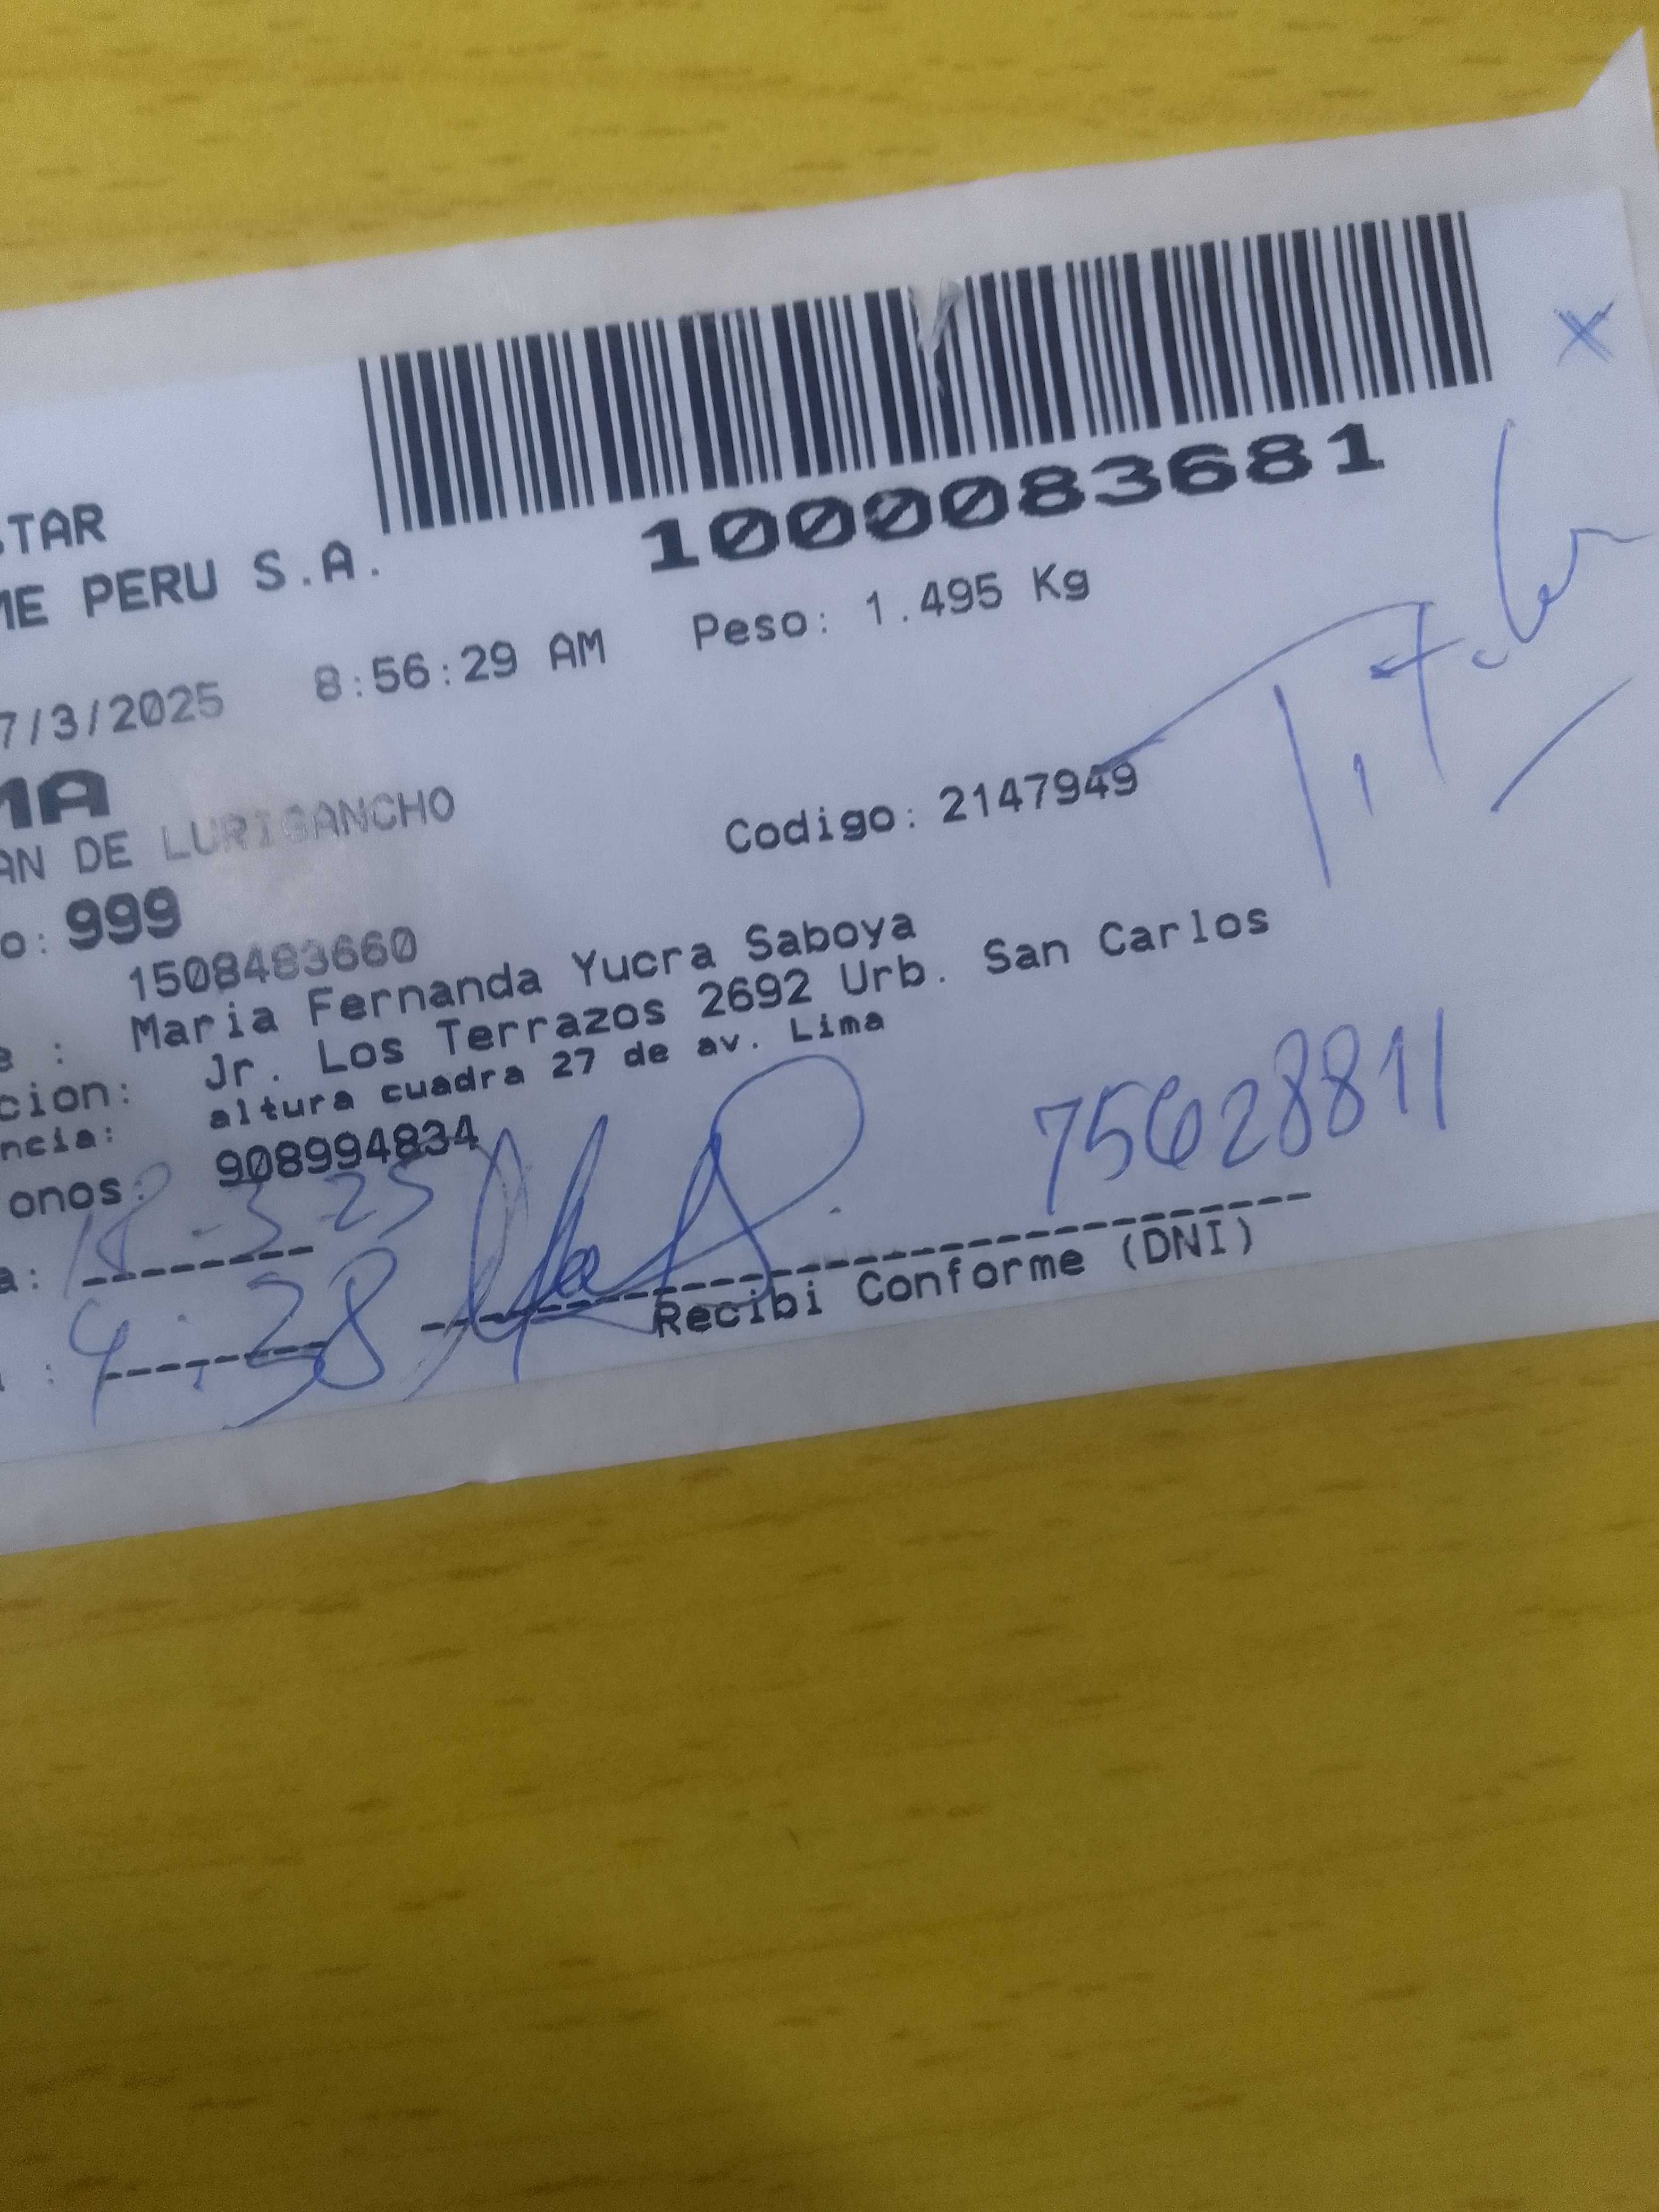 STAR
ME PERU S.A.
1000083681
7/3/2025 8:56:29 AM Peso: 1.495 Kg
MA
AN DE LURIGANCHO
Codigo: 2147949
o: 999
1508483660
e : Maria Fernanda Yucra Saboya
cion: Jr. Los Terrazos 2692 Urb. San Carlos
ncia: altura cuadra 27 de av. Lima
onos: 908994834
a: 18-3-25
75628811
: 4:38
Recibi Conforme (DNI)
X